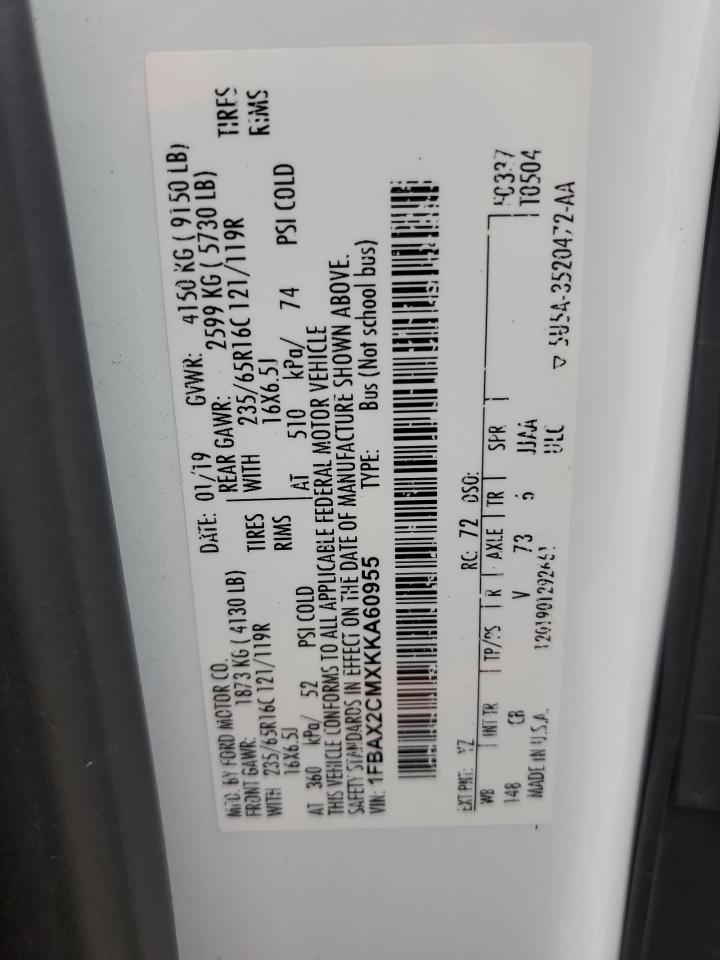 MFD. BY FORD MOTOR CO.
DATE: 01/19 GVWR: 4150 KG ( 9150 LB)
FRONT GAWR: 1873 KG ( 4130 LB) REAR GAWR: 2599 KG ( 5730 LB)
WITH 235/65R16C 121/119R TIRES WITH 235/65R16C 121/119R TIRES
16X6.5J RIMS 16X6.5J RIMS
AT 360 kPa/ 52 PSI COLD AT 510 kPa/ 74 PSI COLD
THIS VEHICLE CONFORMS TO ALL APPLICABLE FEDERAL MOTOR VEHICLE
SAFETY STANDARDS IN EFFECT ON THE DATE OF MANUFACTURE SHOWN ABOVE.
VIN: 1FBAX2CMXKKA60955 TYPE: Bus (Not school bus)
EXT PNT: YZ RC: 72 DSO:
WB INT TR TP/PS R AXLE TR SPR
148 CB V 73 JJAA
MADE IN U.S.A. ULC
▽ 5U5A-3520472-AA
T0504